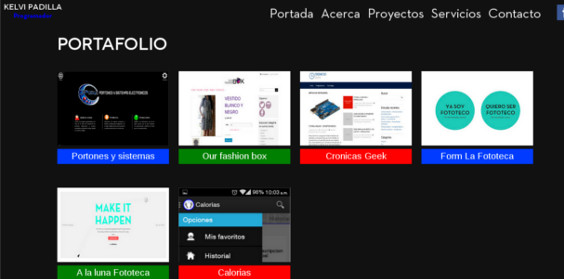 KELVI PADILLA
Portada Acerca Proyectos Servicios Contacto
PORTAFOLIO
PORTONES & SISTEMAS ELECTRONICOS
VESTIDO
BLANCO Y
NEGRO
YA SOY
FOTOTECO
QUIERO SER
FOTOTECO
Portones y sistemas
Our fashion box
Cronicas Geek
Form La Fototeca
MAKE IT
HAPPEN
96% 10:03 a.m.
Calorias
Opciones
Mis favoritos
Historial
A la luna Fototeca
Calorias